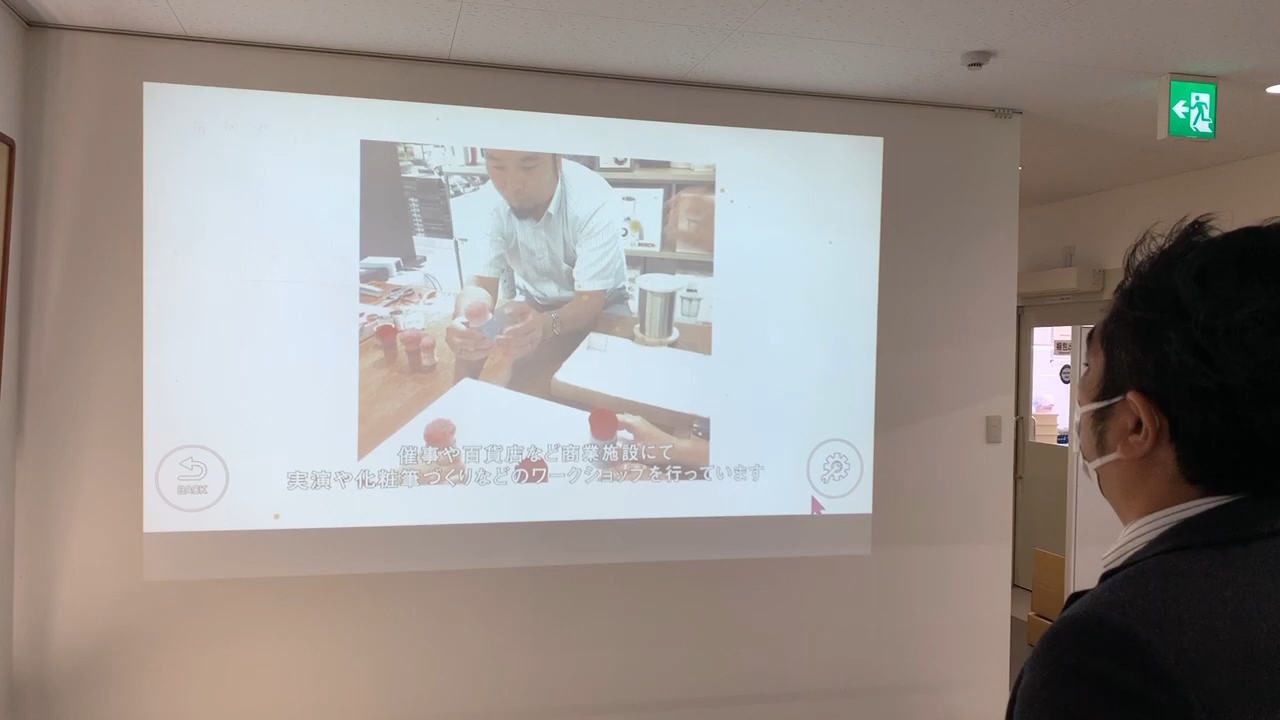 催事や百貨店など商業施設にて
実演や化粧筆づくりなどのワークショップを行っています
BACK
BOSCH